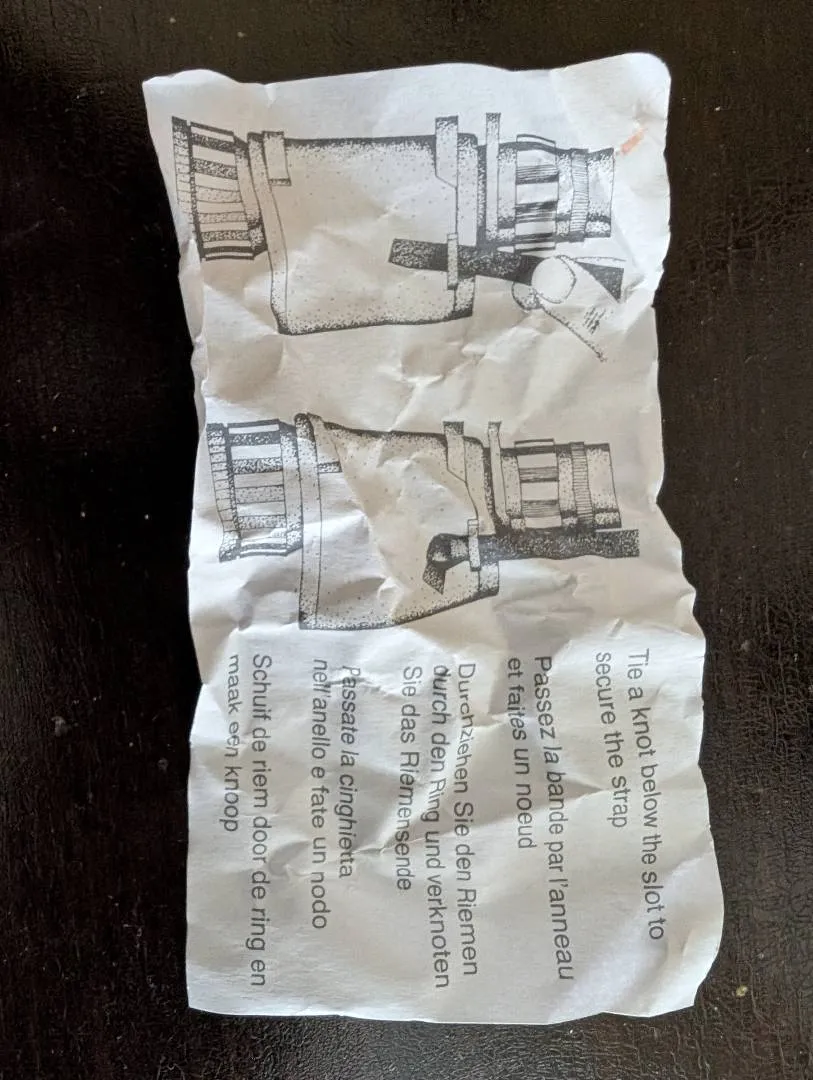 Tie a knot below the slot to
secure the strap
Passez la bande par l'anneau
et faites un noeud
Durchziehen Sie den Riemen
durch den Ring und verknoten
Sie das Riemensende
Passate la cinghietta
nell'anello e fate un nodo
Schuif de riem door de ring en
maak een knoop